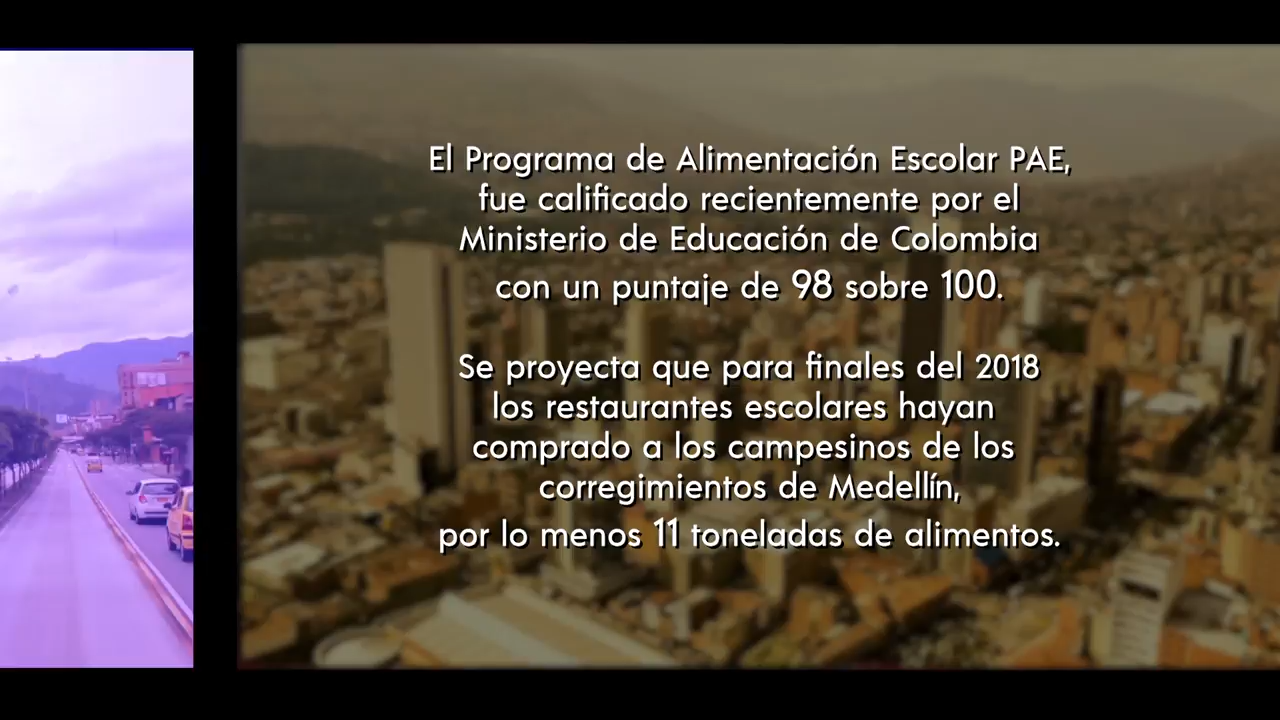 El Programa de Alimentación Escolar PAE,
fue calificado recientemente por el
Ministerio de Educación de Colombia
con un puntaje de 98 sobre 100.
Se proyecta que para finales del 2018
los restaurantes escolares hayan
comprado a los campesinos de los
corregimientos de Medellín,
por lo menos 11 toneladas de alimentos.